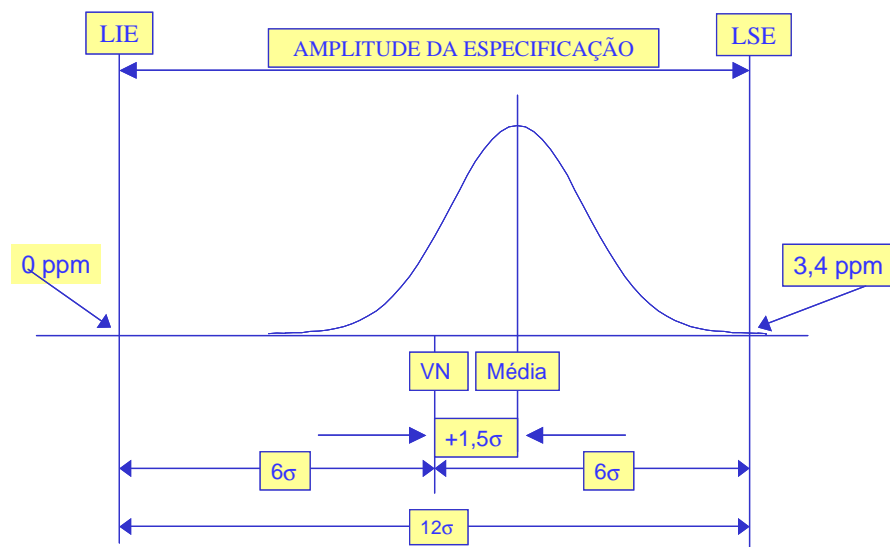 LIE
AMPLITUDE DA ESPECIFICAÇÃO
LSE
0 ppm
3,4 ppm
VN
Média
+1,5σ
6σ
6σ
12σ